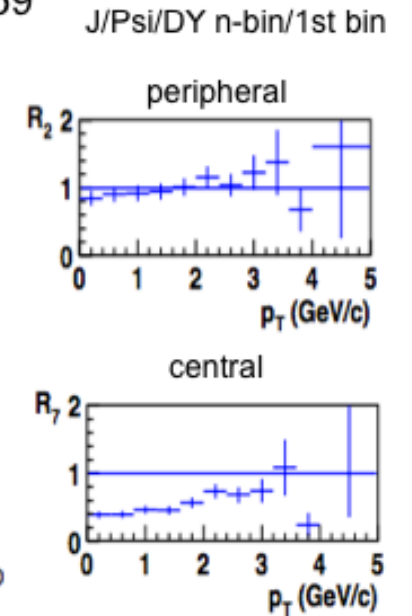 J/Psi/DY n-bin/1st bin
peripheral
R2 2
1
0
0 1 2 3 4 5
pT (GeV/c)
central
R7 2
1
0
0 1 2 3 4 5
pT (GeV/c)